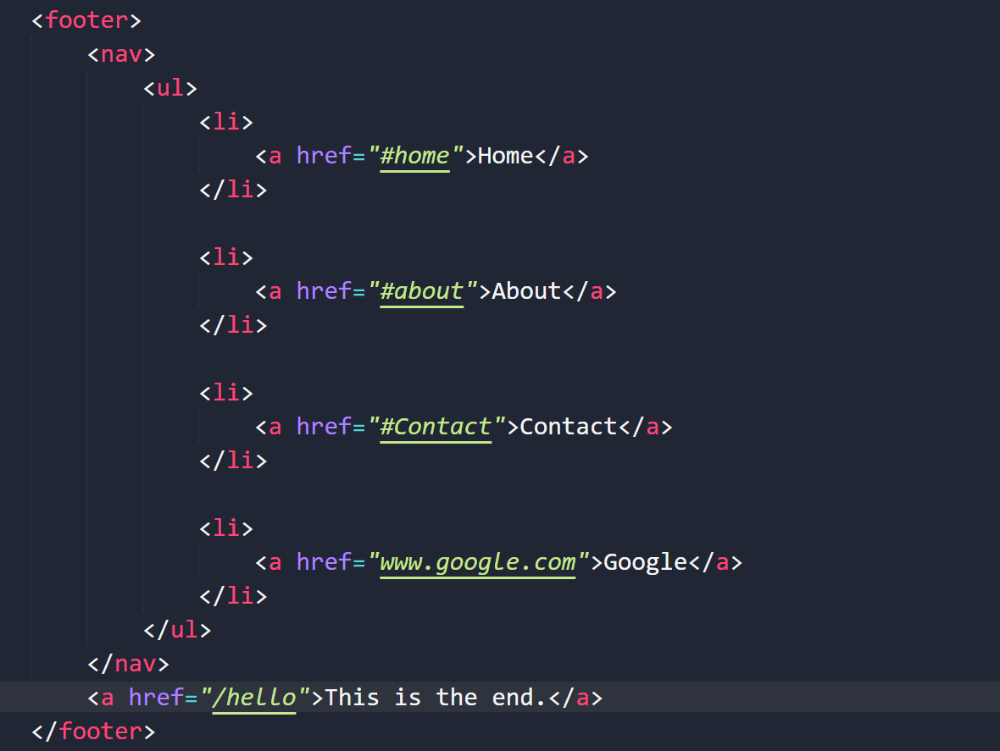 <footer>
    <nav>
        <ul>
            <li>
                <a href="#home">Home</a>
            </li>

            <li>
                <a href="#about">About</a>
            </li>

            <li>
                <a href="#Contact">Contact</a>
            </li>

            <li>
                <a href="www.google.com">Google</a>
            </li>
        </ul>
    </nav>
    <a href="/hello">This is the end.</a>
</footer>